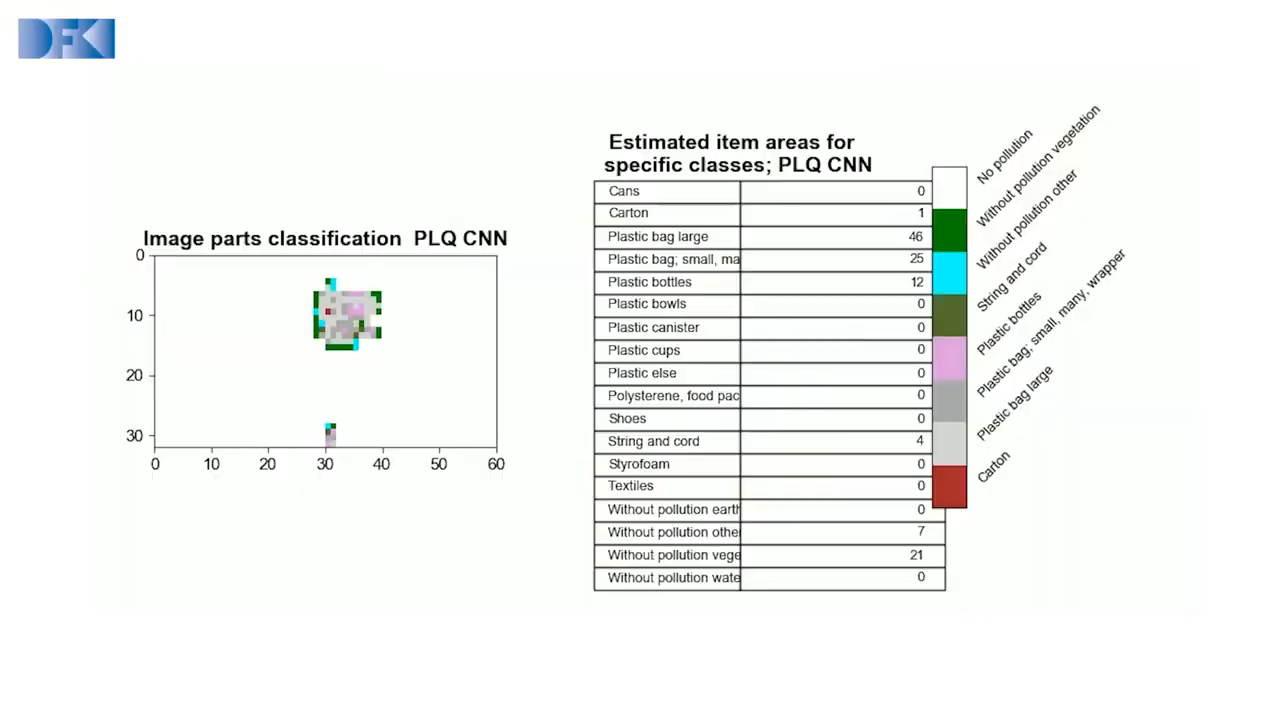 DFKI
Estimated item areas for
specific classes; PLQ CNN
Image parts classification PLQ CNN
0
10
20
30
0 10 20 30 40 50 60
Cans 0
Carton 1
Plastic bag large 46
Plastic bag; small, ma 25
Plastic bottles 12
Plastic bowls 0
Plastic canister 0
Plastic cups 0
Plastic else 0
Polysterene, food pac 0
Shoes 0
String and cord 4
Styrofoam 0
Textiles 0
Without pollution earth 0
Without pollution othe 7
Without pollution vege 21
Without pollution wate 0
No pollution
Without pollution vegetation
Without pollution other
String and cord
Plastic bottles
Plastic bag; small, many, wrapper
Plastic bag large
Carton